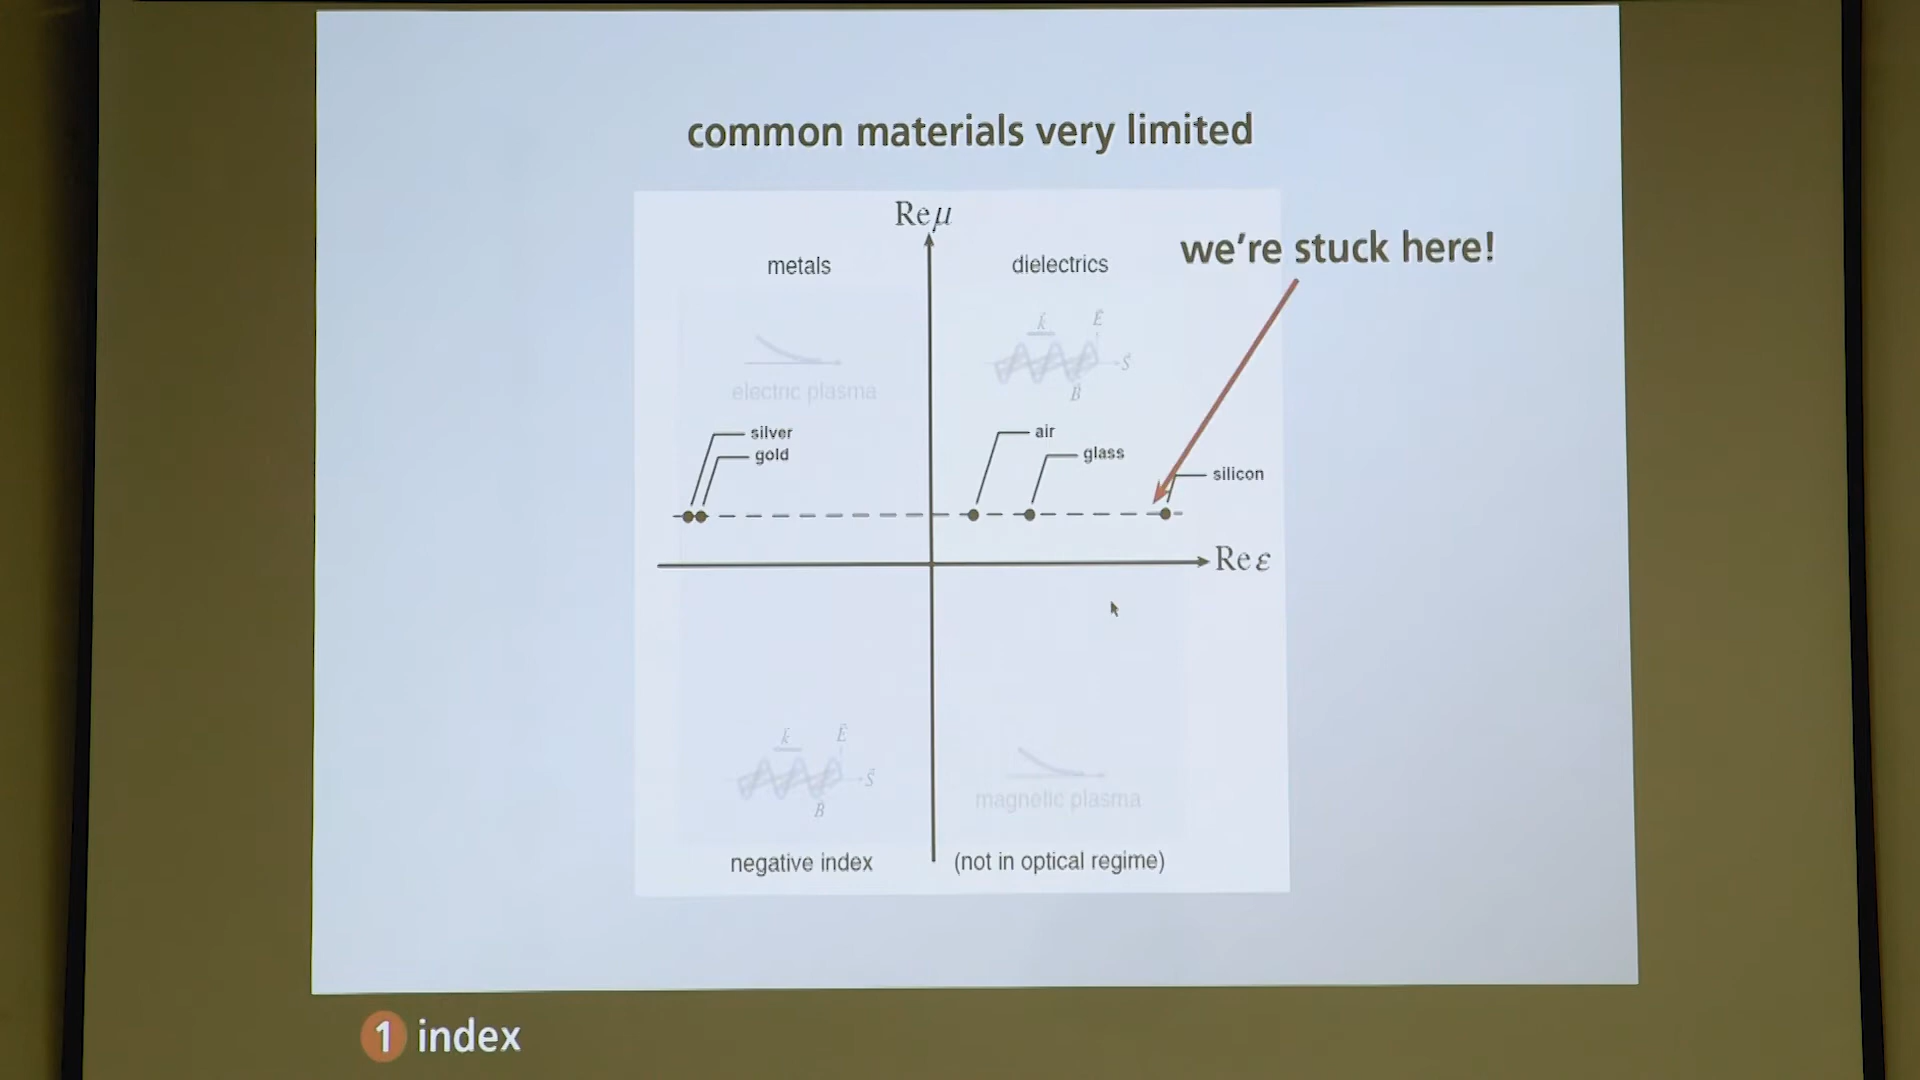 common materials very limited
Re μ
metals
dielectrics
we're stuck here!
k
E
S
B
electric plasma
silver
gold
air
glass
silicon
Re ε
k
E
S
B
magnetic plasma
negative index
(not in optical regime)
1 index